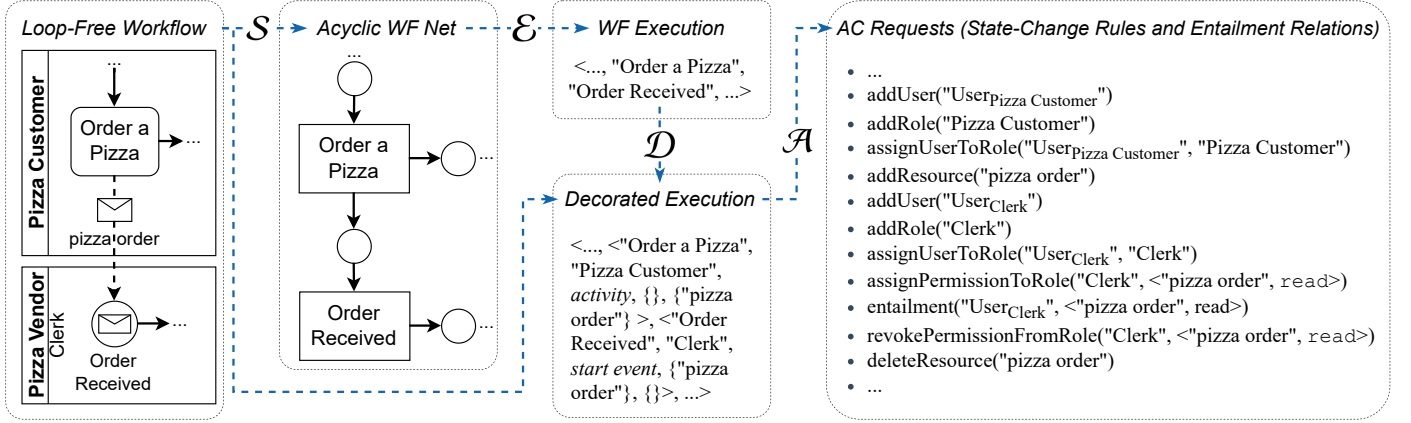 Loop-Free Workflow
Pizza Customer
...
Order a
Pizza
...
pizza order
Pizza Vendor
Clerk
...
Order
Received
S
Acyclic WF Net
...
Order a
Pizza
...
Order
Received
...
E
WF Execution
<..., "Order a Pizza",
"Order Received", ...>
D
Decorated Execution
<..., <"Order a Pizza",
"Pizza Customer",
activity, {}, {"pizza
order"} >, <"Order
Received", "Clerk",
start event, {"pizza
order"}, {}>, ...>
A
AC Requests (State-Change Rules and Entailment Relations)
• ...
• addUser("UserPizza Customer")
• addRole("Pizza Customer")
• assignUserToRole("UserPizza Customer", "Pizza Customer")
• addResource("pizza order")
• addUser("UserClerk")
• addRole("Clerk")
• assignUserToRole("UserClerk", "Clerk")
• assignPermissionToRole("Clerk", <"pizza order", read>)
• entailment("UserClerk", <"pizza order", read>)
• revokePermissionFromRole("Clerk", <"pizza order", read>)
• deleteResource("pizza order")
• ...